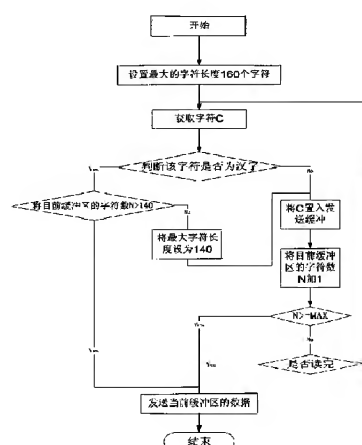 开始
设置最大的字符长度160个字符
获取字符C
判断该字符是否为汉子
Yes
No
将目前缓冲区的字符数N>140
No
将C置入发
送缓冲
将最大字符长
度设为140
将目前缓冲
区的字符数
N加1
N>=MAX
Yes
No
Yes
Yes
是否读完
发送当前缓冲区的数据
结束